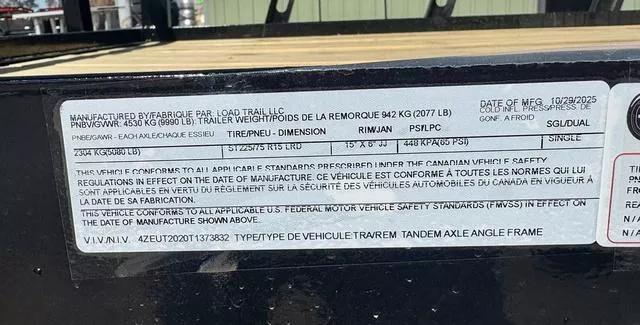 MANUFACTURED BY/FABRIQUE PAR: LOAD TRAIL LLC DATE OF MFG. 10/29/2025
PNBV/GVWR: 4530 KG (9990 LB) TRAILER WEIGHT/POIDS DE LA REMORQUE 942 KG (2077 LB) COLD INFL. PRESS/PRESS. DE
GONF. A FROID
PNBE/GAWR - EACH AXLE/CHAQUE ESSIEU TIRE/PNEU - DIMENSION RIM/JAN PSI/LPC SGL/DUAL
2304 KG(5080 LB) ST225/75 R15 LRD 15" X 6" JJ 448 KPA(65 PSI) SINGLE
THIS VEHICLE CONFORMS TO ALL APPLICABLE STANDARDS PRESCRIBED UNDER THE CANADIAN VEHICLE SAFETY
REGULATIONS IN EFFECT ON THE DATE OF MANUFACTURE. CE VÉHICULE EST CONFORME À TOUTES LES NORMES QUI LUI
SONT APPLICABLES EN VERTU DU RÈGLEMENT SUR LA SÉCURITÉ DES VÉHICULES AUTOMOBILES DU CANADA EN VIGUEUR À
LA DATE DE SA FABRICATION.
THIS VEHICLE CONFORMS TO ALL APPLICABLE U.S. FEDERAL MOTOR VEHICLE SAFETY STANDARDS (FMVSS) IN EFFECT ON
THE DATE OF MANUFACTURE SHOWN ABOVE.
V.I.V./N.I.V. 4ZEUT2020T1373832 TYPE/TYPE DE VEHICULE:TRA/REM TANDEM AXLE ANGLE FRAME
N/A
N/A